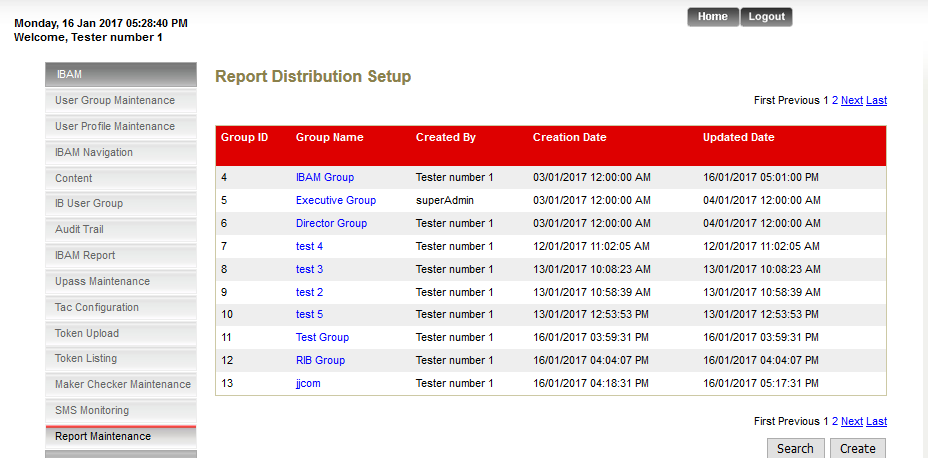 Home Logout
Monday, 16 Jan 2017 05:28:40 PM
Welcome, Tester number 1
IBAM
User Group Maintenance
User Profile Maintenance
IBAM Navigation
Content
IB User Group
Audit Trail
IBAM Report
Upass Maintenance
Tac Configuration
Token Upload
Token Listing
Maker Checker Maintenance
SMS Monitoring
Report Maintenance
Report Distribution Setup
First Previous 1 2 Next Last
Group ID Group Name Created By Creation Date Updated Date
4 IBAM Group Tester number 1 03/01/2017 12:00:00 AM 16/01/2017 05:01:00 PM
5 Executive Group superAdmin 03/01/2017 12:00:00 AM 04/01/2017 12:00:00 AM
6 Director Group Tester number 1 03/01/2017 12:00:00 AM 04/01/2017 12:00:00 AM
7 test 4 Tester number 1 12/01/2017 11:02:05 AM 12/01/2017 11:02:05 AM
8 test 3 Tester number 1 13/01/2017 10:08:23 AM 13/01/2017 10:08:23 AM
9 test 2 Tester number 1 13/01/2017 10:58:39 AM 13/01/2017 10:58:39 AM
10 test 5 Tester number 1 13/01/2017 12:53:53 PM 13/01/2017 12:53:53 PM
11 Test Group Tester number 1 16/01/2017 03:59:31 PM 16/01/2017 03:59:31 PM
12 RIB Group Tester number 1 16/01/2017 04:04:07 PM 16/01/2017 04:04:07 PM
13 jjcom Tester number 1 16/01/2017 04:18:31 PM 16/01/2017 05:17:31 PM
First Previous 1 2 Next Last
Search Create